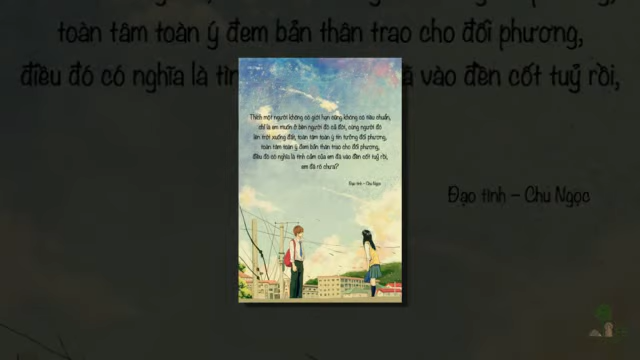 toàn tâm toàn ý đem bản thân trao cho đối phương,
điều đó có nghĩa là tìn
đã vào đến cốt tuỷ rồi,
Thích một người không có giới hạn cũng không có tiêu chuẩn,
chỉ là em muốn ở bên người đó cả đời, cùng người đó
lên trời xuống đất, toàn tâm toàn ý tin tưởng đối phương,
toàn tâm toàn ý đem bản thân trao cho đối phương,
điều đó có nghĩa là tình cảm của em đã vào đến cốt tuỷ rồi,
em đã rõ chưa?
Đạo tình – Chu Ngọc
Đạo tình – Chu Ngọc